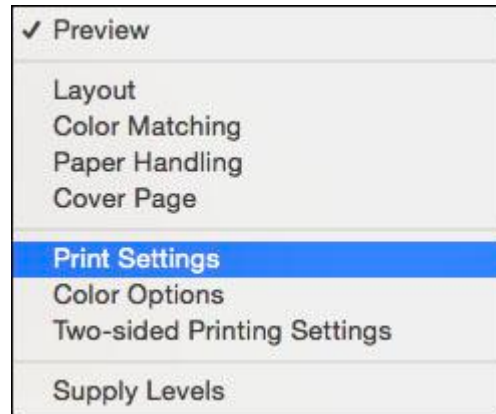 ✓ Preview
Layout
Color Matching
Paper Handling
Cover Page
Print Settings
Color Options
Two-sided Printing Settings
Supply Levels